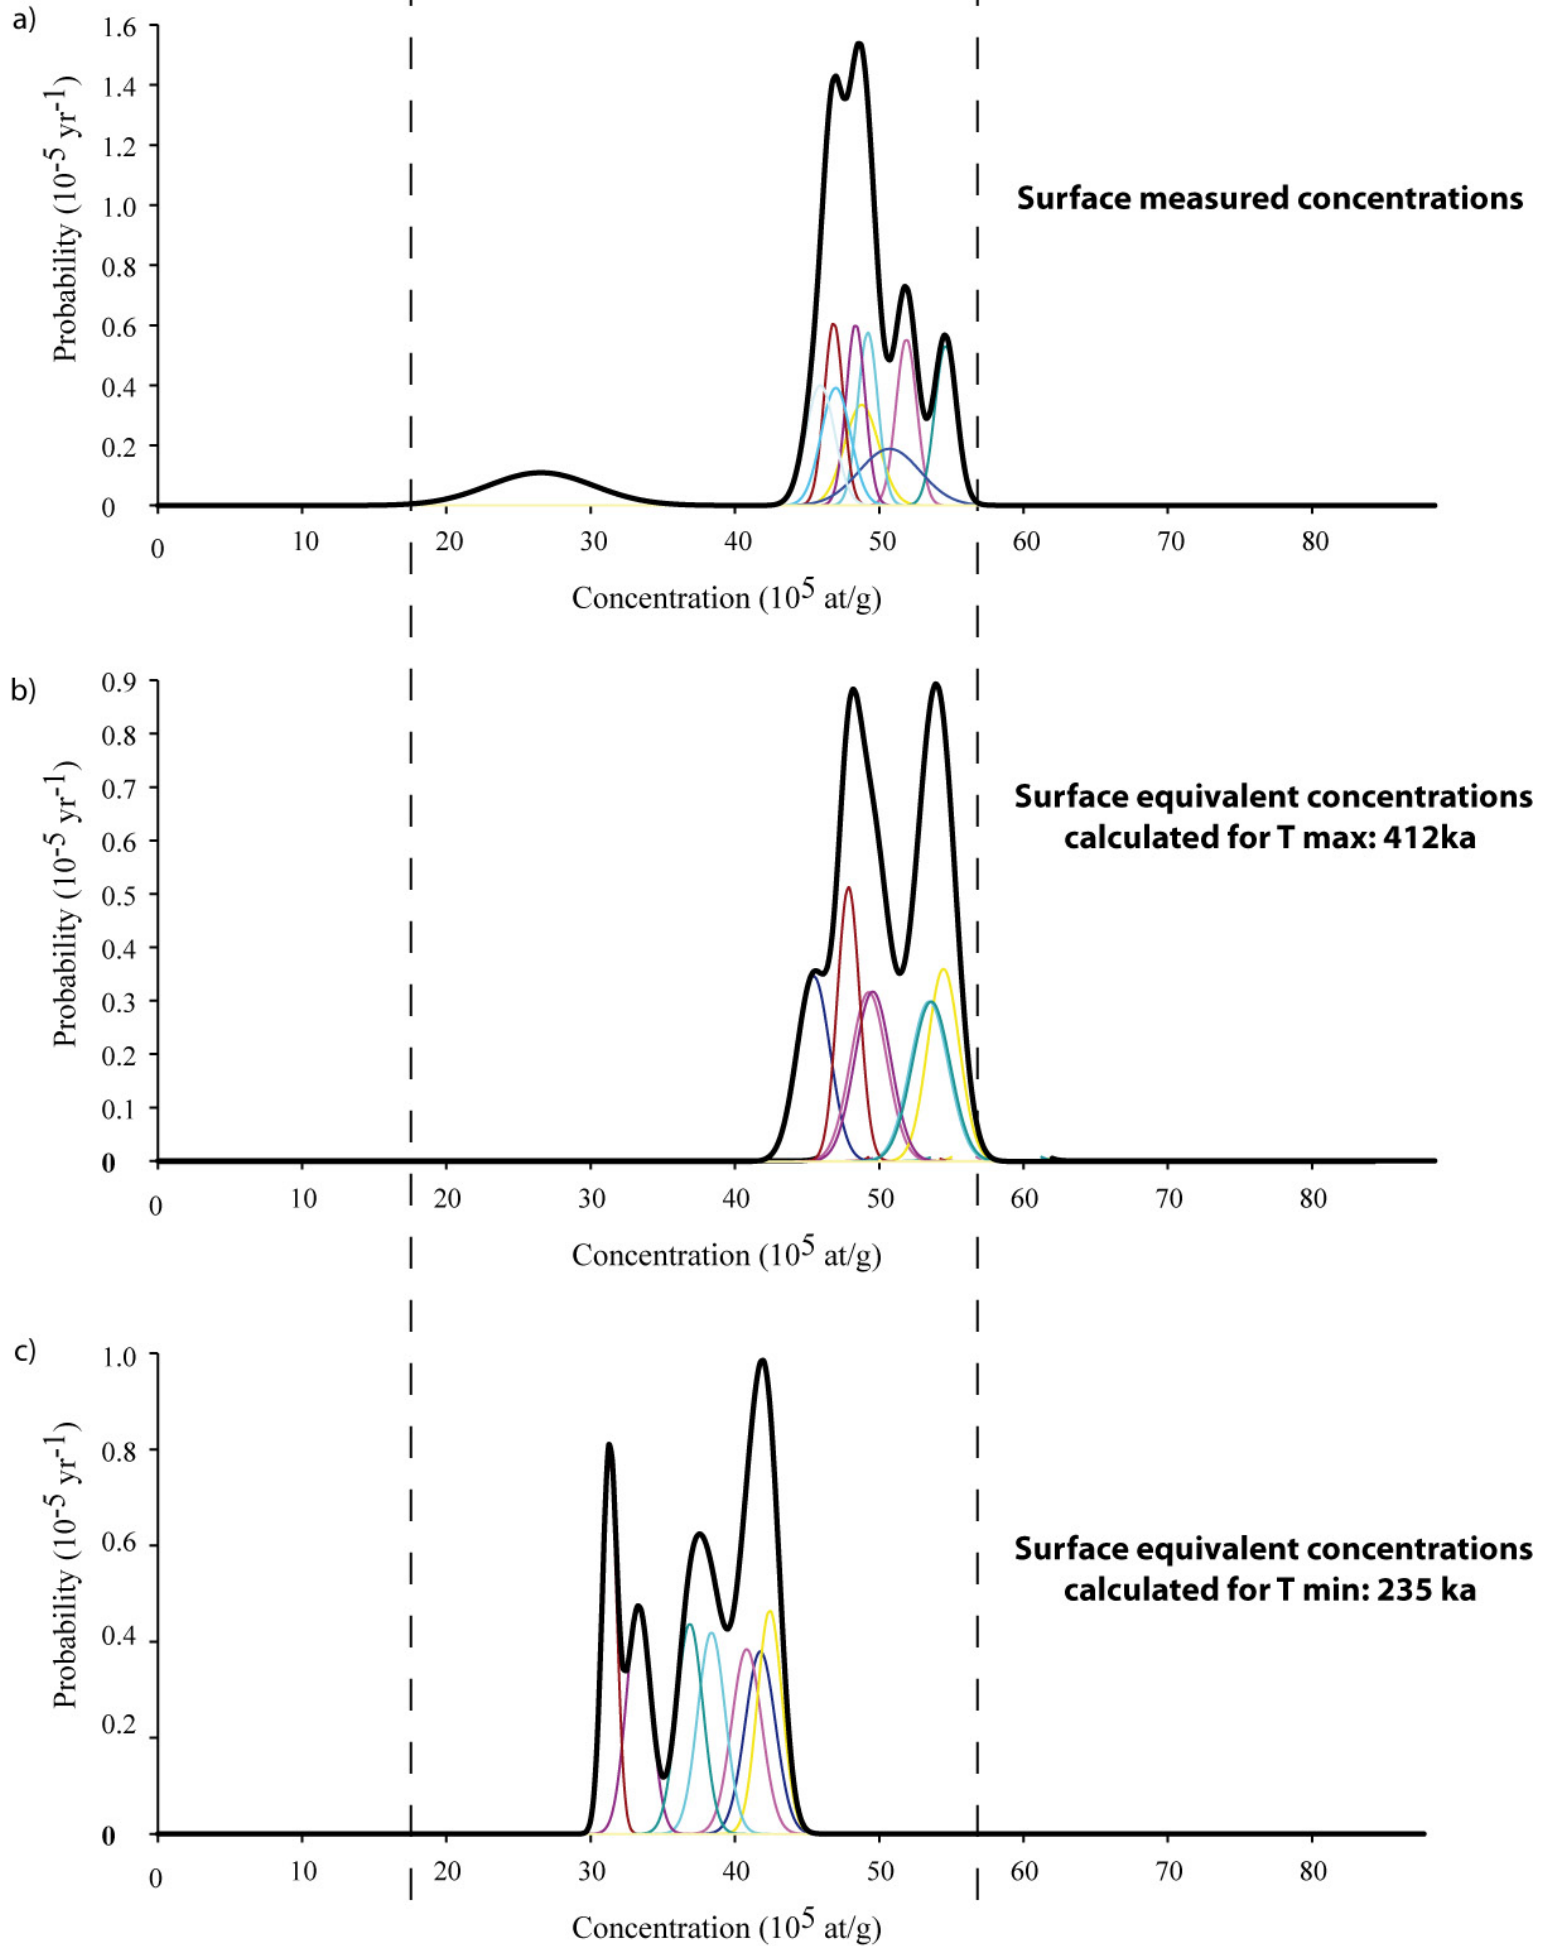 a)
1.6
1.4
1.2
1.0
0.8
0.6
0.4
0.2
0
Probability (10-5 yr-1)
Surface measured concentrations
0 10 20 30 40 50 60 70 80
Concentration (105 at/g)
b)
0.9
0.8
0.7
0.6
0.5
0.4
0.3
0.2
0.1
0
Probability (10-5 yr-1)
Surface equivalent concentrations
calculated for T max: 412ka
0 10 20 30 40 50 60 70 80
Concentration (105 at/g)
c)
1.0
0.8
0.6
0.4
0.2
0
Probability (10-5 yr-1)
Surface equivalent concentrations
calculated for T min: 235 ka
0 10 20 30 40 50 60 70 80
Concentration (105 at/g)